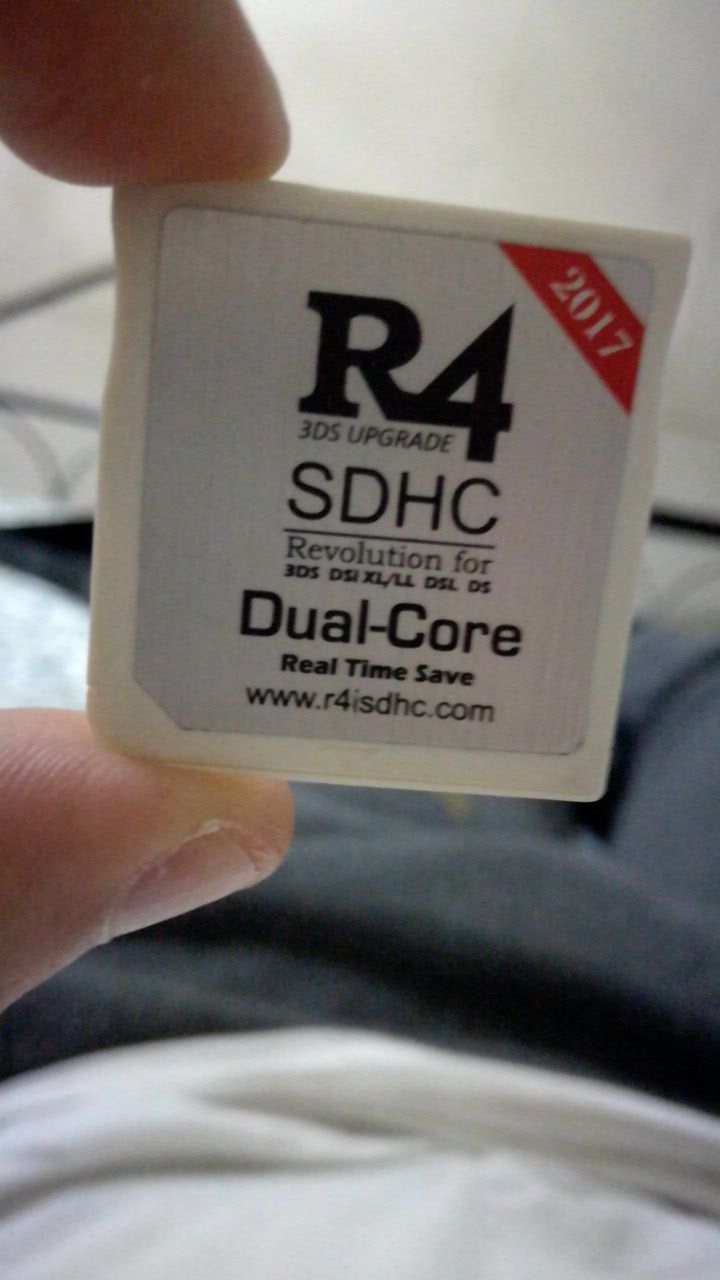 2017
R4
3DS UPGRADE
SDHC
Revolution for
3DS DSi XL/LL DSL DS
Dual-Core
Real Time Save
www.r4isdhc.com